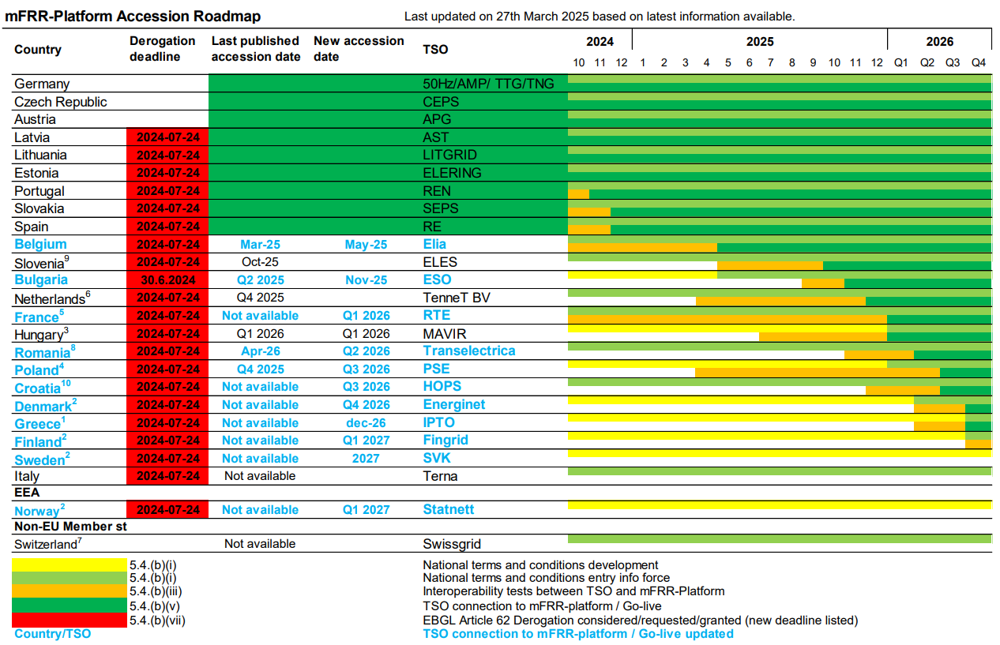 mFRR-Platform Accession Roadmap Last updated on 27th March 2025 based on latest information available.
Country Derogation deadline Last published accession date New accession date TSO 2024 2025 2026
10 11 12 1 2 3 4 5 6 7 8 9 10 11 12 Q1 Q2 Q3 Q4
Germany 50Hz/AMP/ TTG/TNG
Czech Republic CEPS
Austria APG
Latvia 2024-07-24 AST
Lithuania 2024-07-24 LITGRID
Estonia 2024-07-24 ELERING
Portugal 2024-07-24 REN
Slovakia 2024-07-24 SEPS
Spain 2024-07-24 RE
Belgium 2024-07-24 Mar-25 May-25 Elia
Slovenia9 2024-07-24 Oct-25 ELES
Bulgaria 30.6.2024 Q2 2025 Nov-25 ESO
Netherlands6 2024-07-24 Q4 2025 TenneT BV
France5 2024-07-24 Not available Q1 2026 RTE
Hungary3 2024-07-24 Q1 2026 Q1 2026 MAVIR
Romania8 2024-07-24 Apr-26 Q2 2026 Transelectrica
Poland4 2024-07-24 Q4 2025 Q3 2026 PSE
Croatia10 2024-07-24 Not available Q3 2026 HOPS
Denmark2 2024-07-24 Not available Q4 2026 Energinet
Greece1 2024-07-24 Not available dec-26 IPTO
Finland2 2024-07-24 Not available Q1 2027 Fingrid
Sweden2 2024-07-24 Not available 2027 SVK
Italy 2024-07-24 Not available Terna
EEA
Norway2 2024-07-24 Not available Q1 2027 Statnett
Non-EU Member st
Switzerland7 Not available Swissgrid
5.4.(b)(i) National terms and conditions development
5.4.(b)(i) National terms and conditions entry info force
5.4.(b)(iii) Interoperability tests between TSO and mFRR-Platform
5.4.(b)(v) TSO connection to mFRR-platform / Go-live
5.4.(b)(vii) EBGL Article 62 Derogation considered/requested/granted (new deadline listed)
Country/TSO TSO connection to mFRR-platform / Go-live updated